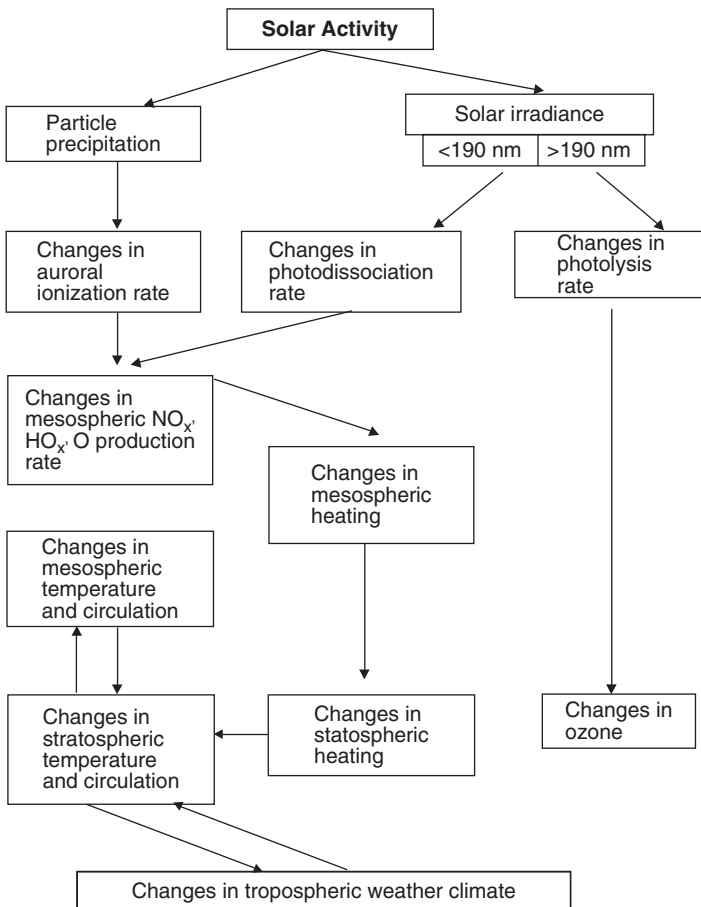 Solar Activity
Particle
precipitation
Solar irradiance
<190 nm >190 nm
Changes in
auroral
ionization rate
Changes in
photodissociation
rate
Changes in
photolysis
rate
Changes in
mesospheric NOx,
HOx, O production
rate
Changes in
mesospheric
heating
Changes in
mesospheric
temperature
and circulation
Changes in
stratospheric
temperature
and circulation
Changes in
statospheric
heating
Changes in
ozone
Changes in tropospheric weather climate